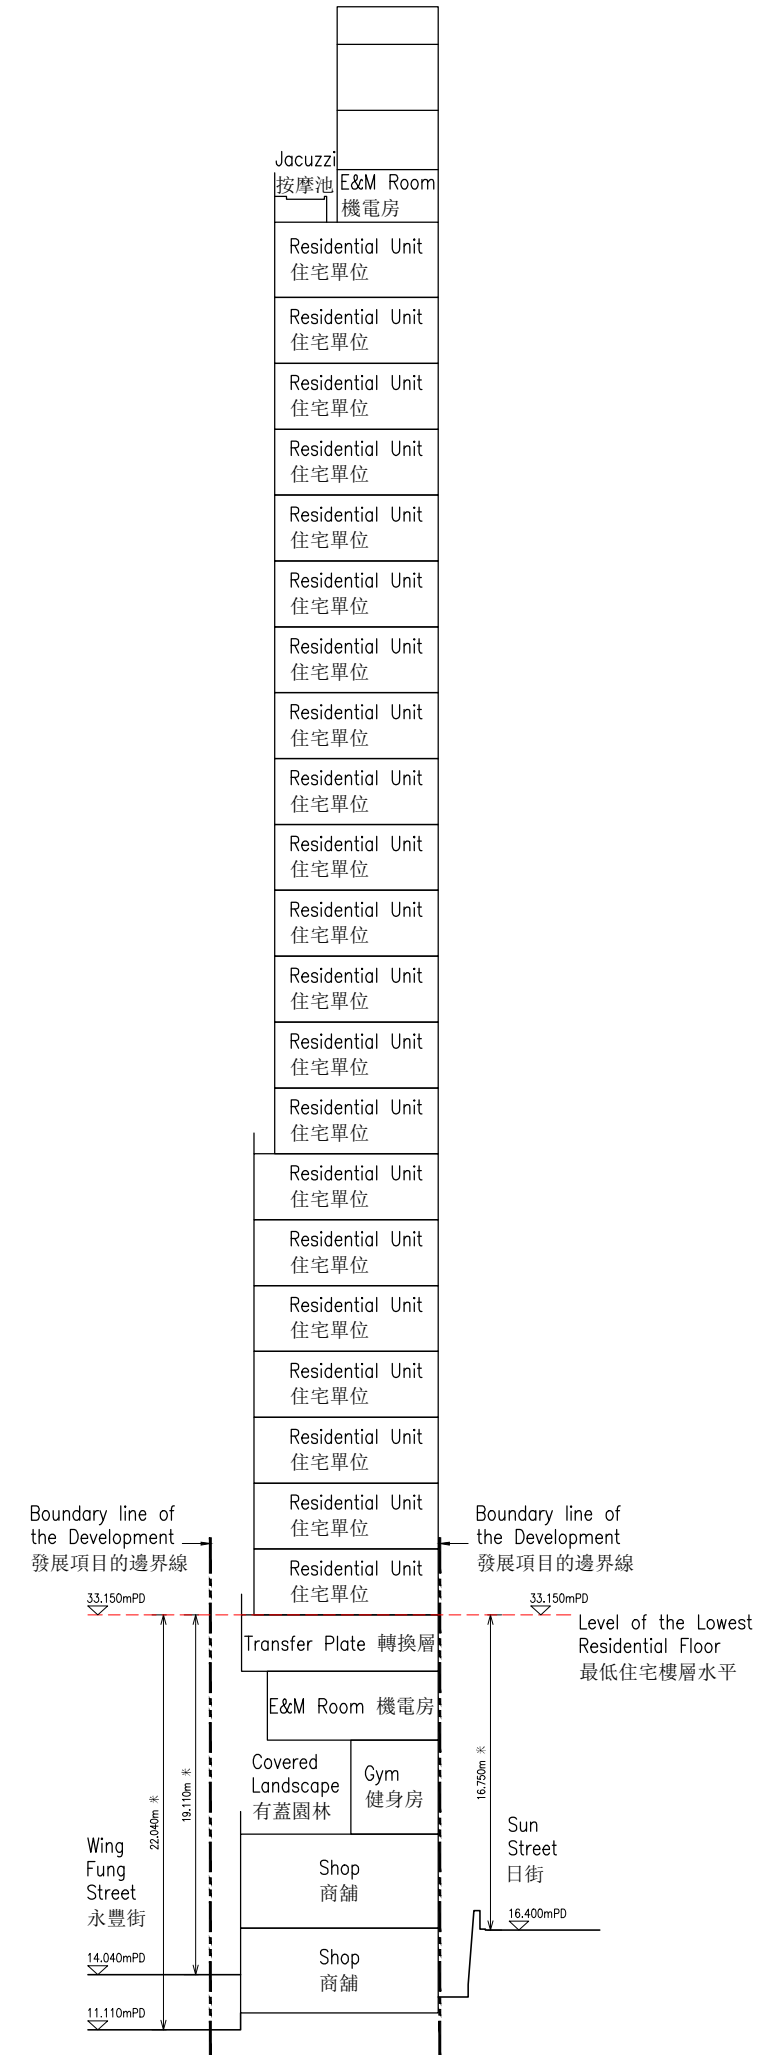 Jacuzzi
按摩池
E&M Room
機電房
Residential Unit
住宅單位
Residential Unit
住宅單位
Residential Unit
住宅單位
Residential Unit
住宅單位
Residential Unit
住宅單位
Residential Unit
住宅單位
Residential Unit
住宅單位
Residential Unit
住宅單位
Residential Unit
住宅單位
Residential Unit
住宅單位
Residential Unit
住宅單位
Residential Unit
住宅單位
Residential Unit
住宅單位
Residential Unit
住宅單位
Residential Unit
住宅單位
Residential Unit
住宅單位
Residential Unit
住宅單位
Residential Unit
住宅單位
Residential Unit
住宅單位
Residential Unit
住宅單位
Residential Unit
住宅單位
Boundary line of
the Development
發展項目的邊界線
Boundary line of
the Development
發展項目的邊界線
33.150mPD
33.150mPD
Level of the Lowest
Residential Floor
最低住宅樓層水平
Transfer Plate 轉換層
E&M Room 機電房
Covered
Landscape
有蓋園林
Gym
健身房
22.040m 米
19.110m 米
16.750m 米
Wing
Fung
Street
永豐街
Sun
Street
日街
Shop
商舖
16.400mPD
Shop
商舖
14.040mPD
11.110mPD